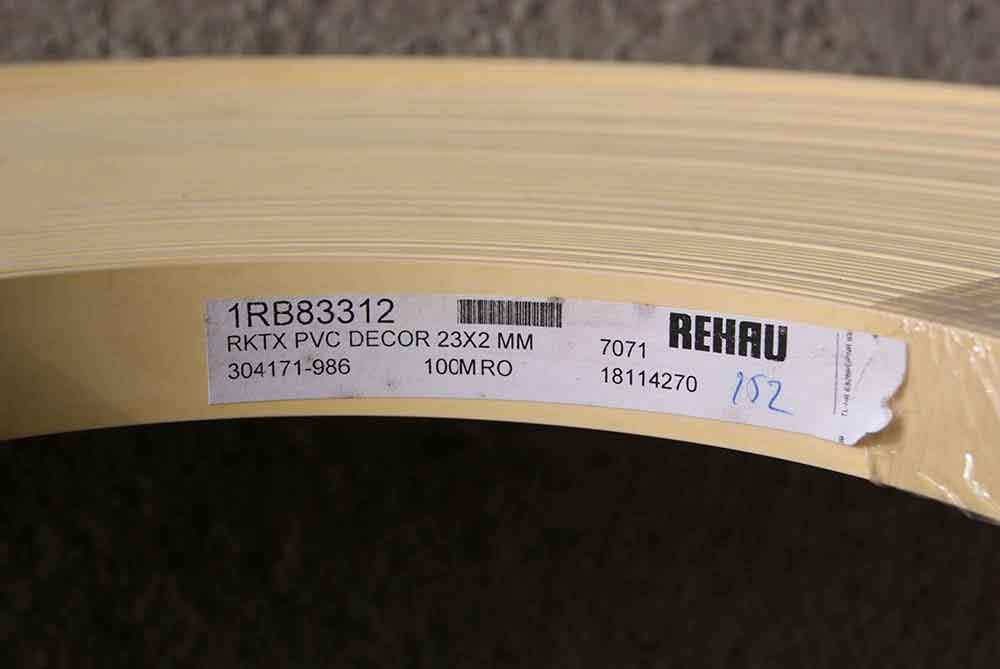 1RB83312
RKTX PVC DECOR 23X2 MM
304171-986 100M RO
7071
18114270
REHAU
152